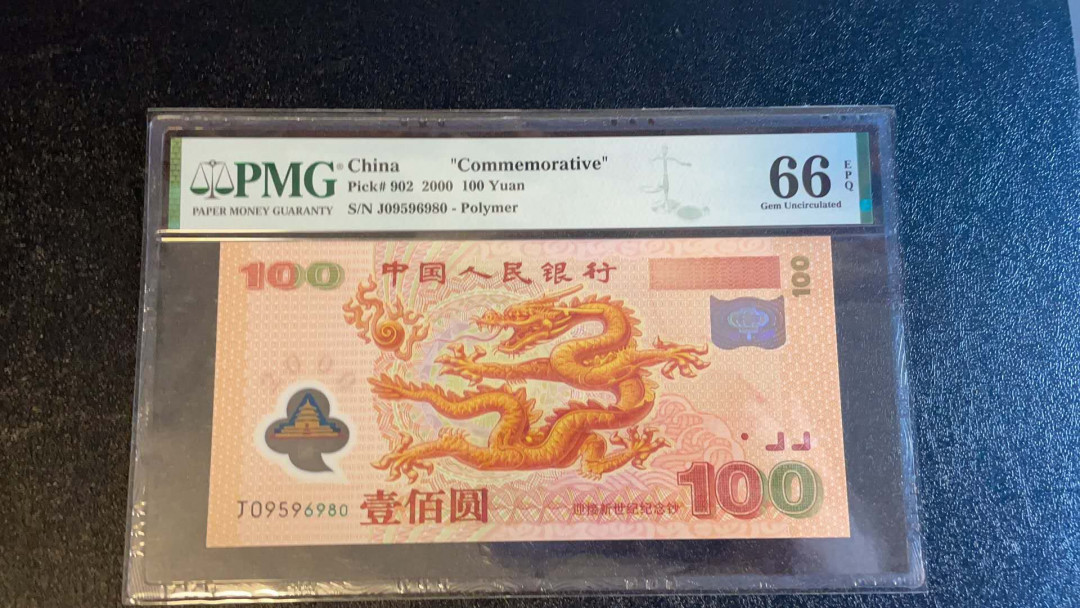 PMG® China "Commemorative"
Pick# 902 2000 100 Yuan
PAPER MONEY GUARANTY S/N J09596980 - Polymer
66 EPQ
Gem Uncirculated
100 中国人民银行 100
2000
J09596980 壹佰圆 迎接新世纪纪念钞 100